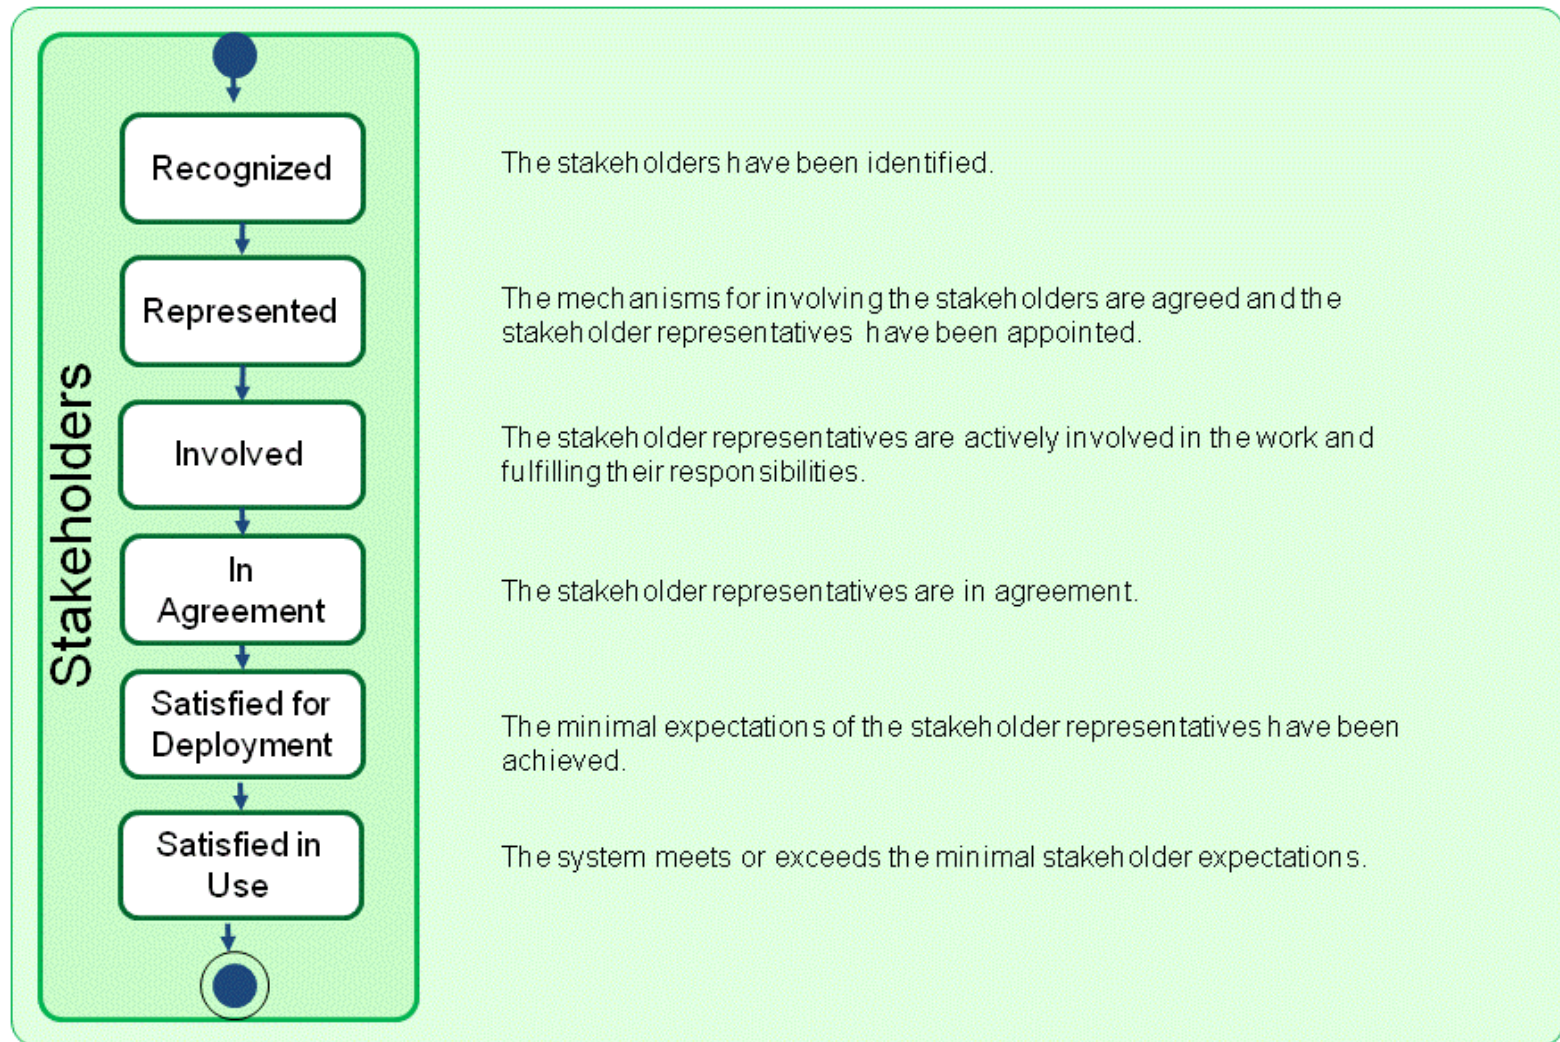 Stakeholders
Recognized
The stakeholders have been identified.
Represented
The mechanisms for involving the stakeholders are agreed and the
stakeholder representatives have been appointed.
Involved
The stakeholder representatives are actively involved in the work and
fulfilling their responsibilities.
In
Agreement
The stakeholder representatives are in agreement.
Satisfied for
Deployment
The minimal expectations of the stakeholder representatives have been
achieved.
Satisfied in
Use
The system meets or exceeds the minimal stakeholder expectations.